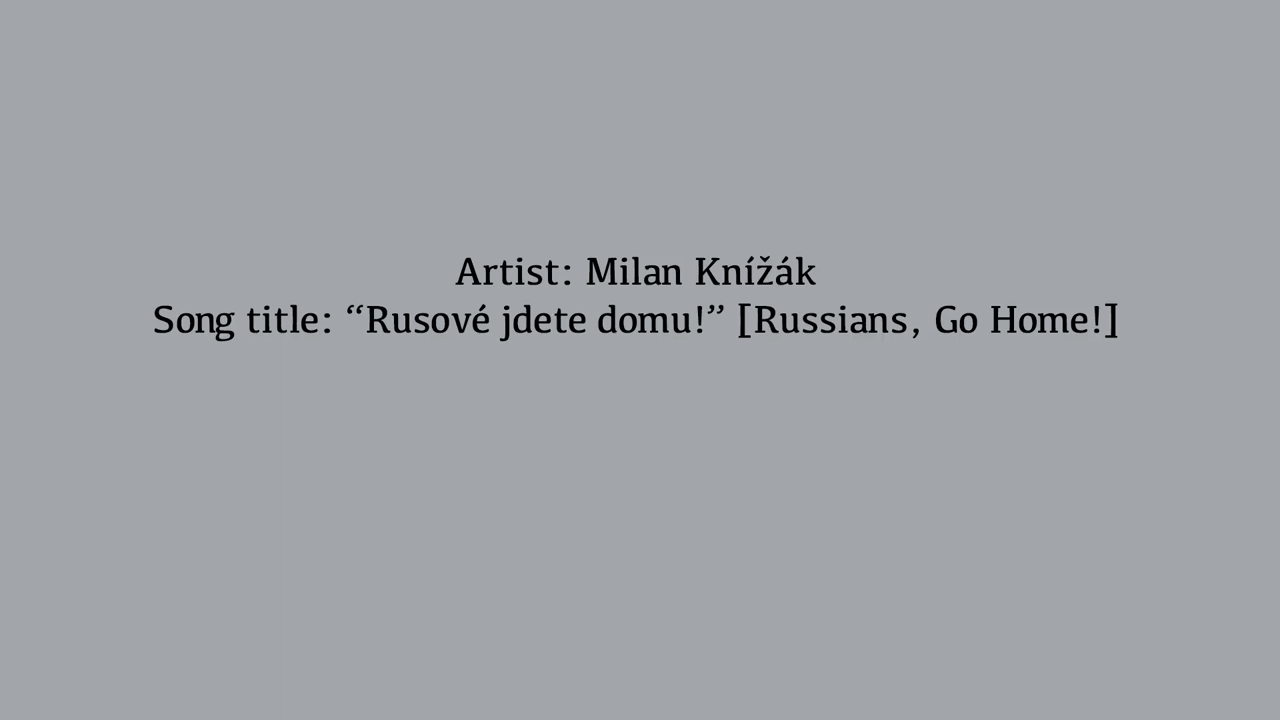 Artist: Milan Knížák
Song title: “Rusové jdete domu!” [Russians, Go Home!]